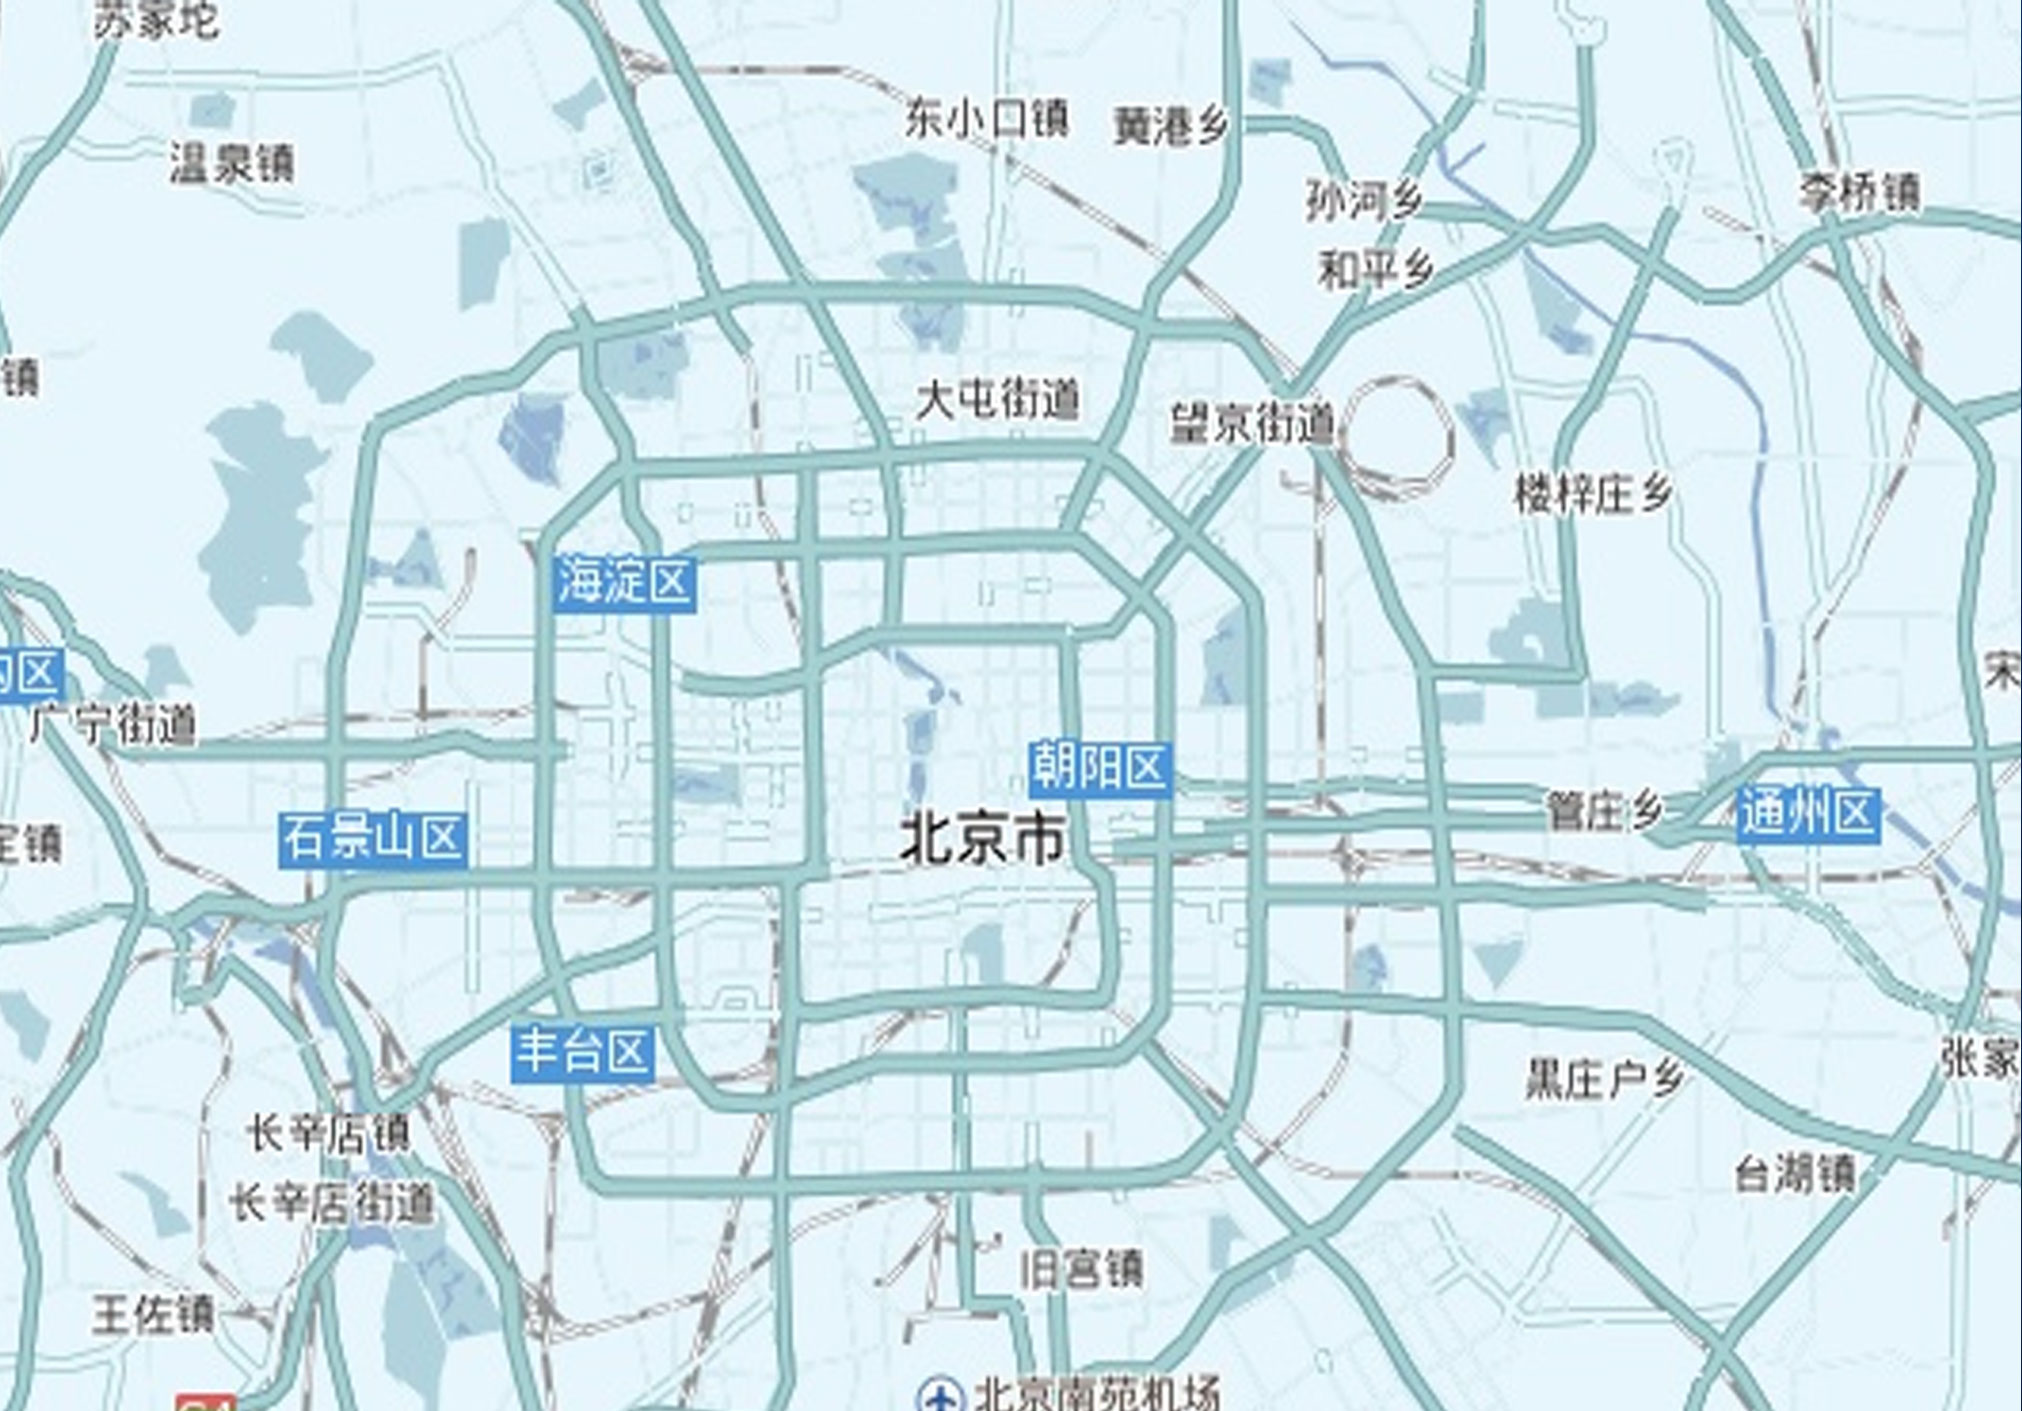 苏家坨
东小口镇
黄港乡
温泉镇
孙河乡
李桥镇
和平乡
镇
大屯街道
望京街道
楼梓庄乡
海淀区
区
宋
广宁街道
朝阳区
管庄乡
通州区
石景山区
北京市
镇
丰台区
张家
黑庄户乡
长辛店镇
台湖镇
长辛店街道
旧宫镇
王佐镇
北京南苑机场